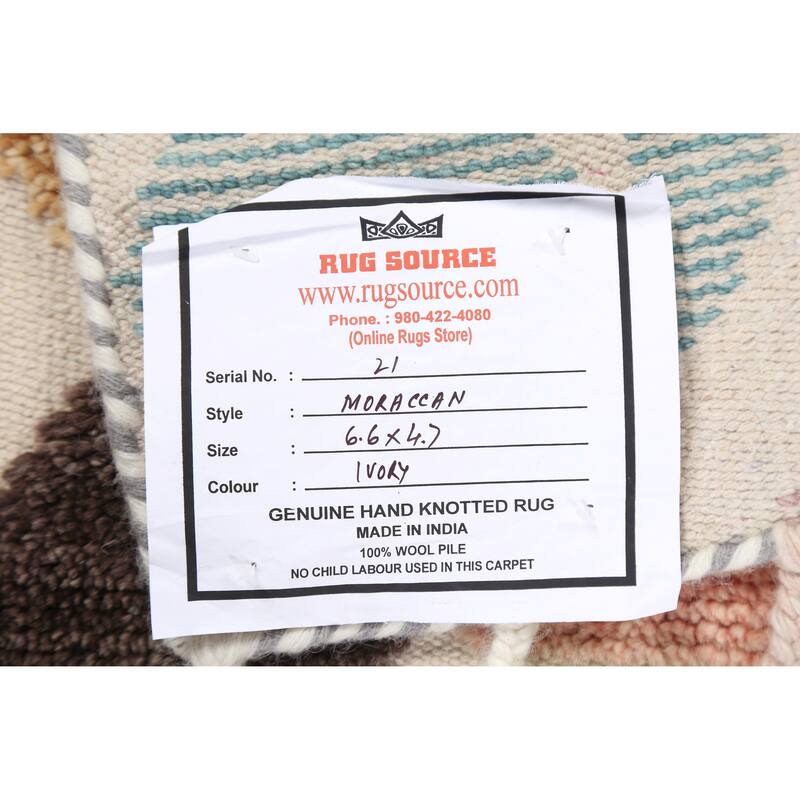 RUG SOURCE
www.rugsource.com
Phone. : 980-422-4080
(Online Rugs Store)
Serial No. : 21
Style : MORACCAN
Size : 6.6 x 4.7
Colour : IVORY
GENUINE HAND KNOTTED RUG
MADE IN INDIA
100% WOOL PILE
NO CHILD LABOUR USED IN THIS CARPET